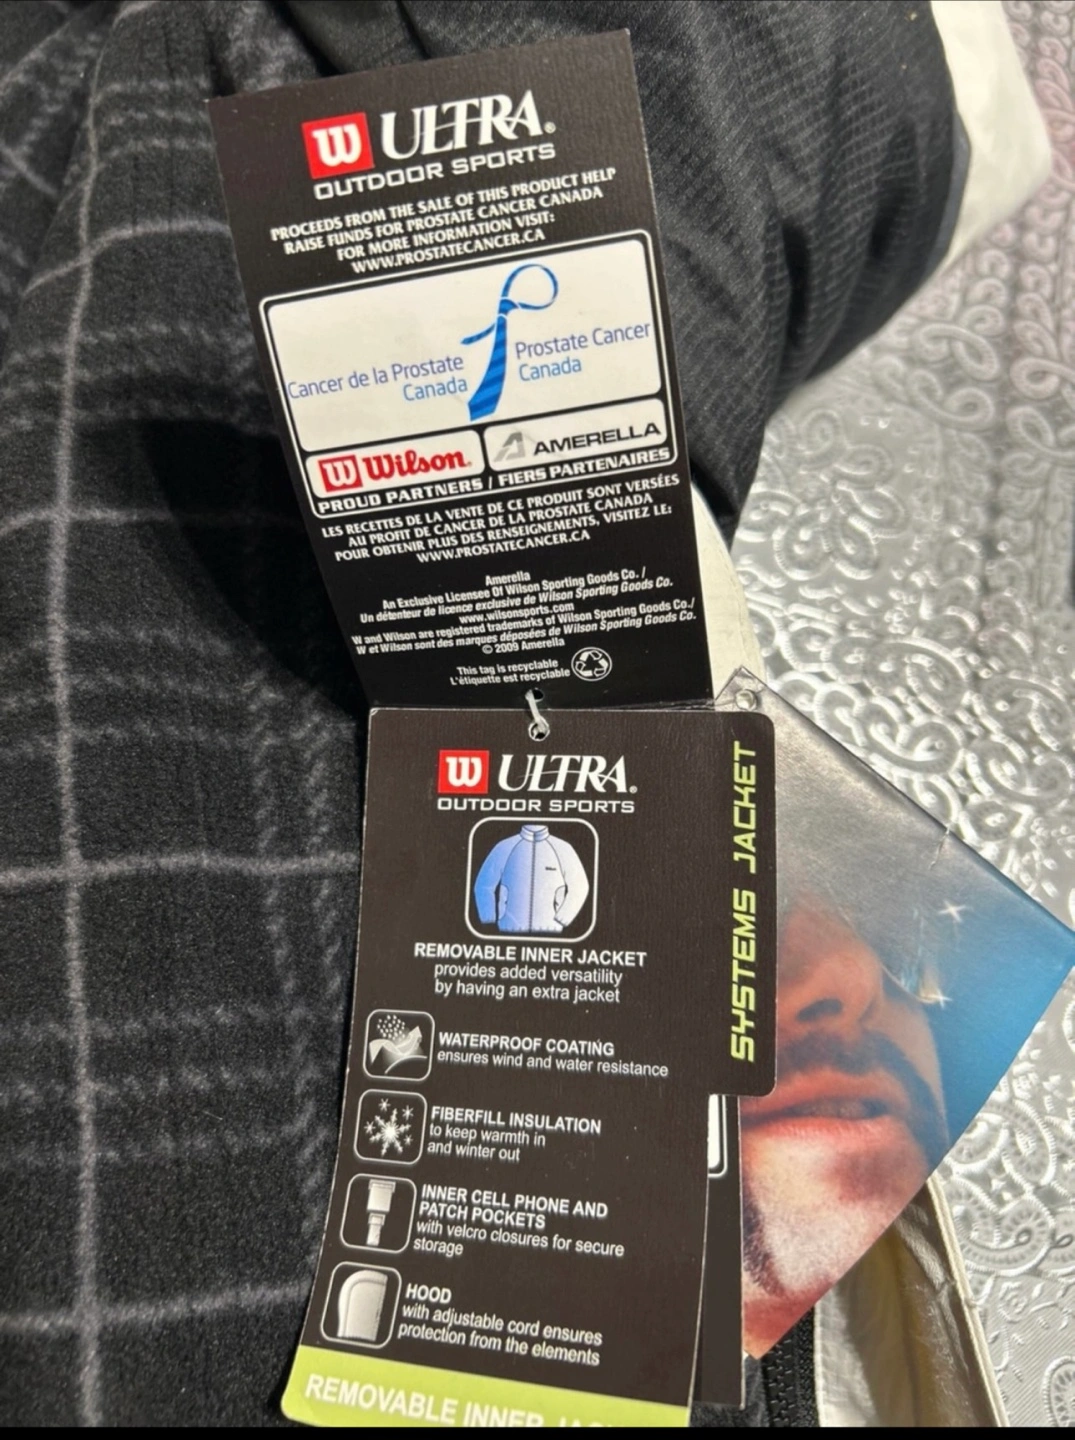 W ULTRA®
OUTDOOR SPORTS
PROCEEDS FROM THE SALE OF THIS PRODUCT HELP
RAISE FUNDS FOR PROSTATE CANCER CANADA
FOR MORE INFORMATION VISIT:
WWW.PROSTATECANCER.CA
Cancer de la Prostate
Canada
Prostate Cancer
Canada
W Wilson®
AMERELLA
PROUD PARTNERS / FIERS PARTENAIRES
LES RECETTES DE LA VENTE DE CE PRODUIT SONT VERSÉES
AU PROFIT DE CANCER DE LA PROSTATE CANADA
POUR OBTENIR PLUS DES RENSEIGNEMENTS, VISITEZ LE:
WWW.PROSTATECANCER.CA
Amerella
An Exclusive Licensee Of Wilson Sporting Goods Co. /
Un détenteur de licence exclusive de Wilson Sporting Goods Co.
www.wilsonsports.com
W and Wilson are registered trademarks of Wilson Sporting Goods Co./
W et Wilson sont des marques déposées de Wilson Sporting Goods Co.
© 2009 Amerella
This tag is recyclable
L'étiquette est recyclable
W ULTRA®
OUTDOOR SPORTS
SYSTEMS JACKET
REMOVABLE INNER JACKET
provides added versatility
by having an extra jacket
WATERPROOF COATING
ensures wind and water resistance
FIBERFILL INSULATION
to keep warmth in
and winter out
INNER CELL PHONE AND
PATCH POCKETS
with velcro closures for secure
storage
HOOD
with adjustable cord ensures
protection from the elements
REMOVABLE INNER